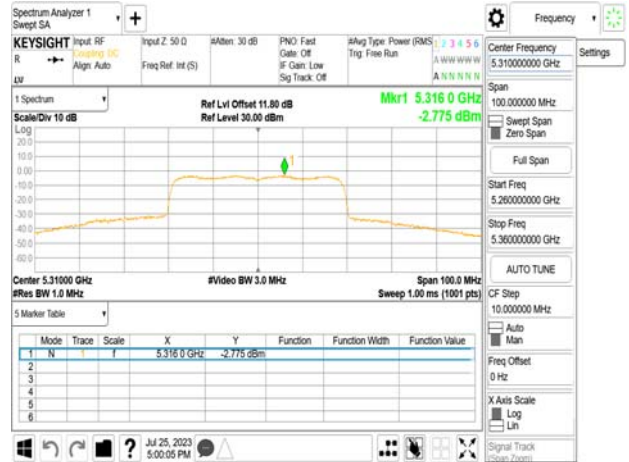 Spectrum Analyzer 1
Swept SA
+
Frequency
KEYSIGHT
R
Input: RF
Coupling: DC
Align: Auto
Input Z: 50 Ω
Freq Ref: Int (S)
#Atten: 30 dB
PNO: Fast
Gate: Off
IF Gain: Low
Sig Track: Off
#Avg Type: Power (RMS
Trig: Free Run
1 2 3 4 5 6
A W W W W W
A N N N N N
1 Spectrum
Scale/Div 10 dB
Ref Lvl Offset 11.80 dB
Ref Level 30.00 dBm
Mkr1 5.316 0 GHz
-2.775 dBm
Log
20.0
10.0
0.00
-10.0
-20.0
-30.0
-40.0
-50.0
-60.0
1
Center 5.31000 GHz
#Res BW 1.0 MHz
#Video BW 3.0 MHz
Span 100.0 MHz
Sweep 1.00 ms (1001 pts)
5 Marker Table
Mode Trace Scale X Y Function Function Width Function Value
1 N 1 f 5.316 0 GHz -2.775 dBm
2
3
4
5
6
?
Jul 25, 2023
5:00:05 PM
Center Frequency
5.310000000 GHz
Settings
Span
100.000000 MHz
Swept Span
Zero Span
Full Span
Start Freq
5.260000000 GHz
Stop Freq
5.360000000 GHz
AUTO TUNE
CF Step
10.000000 MHz
Auto
Man
Freq Offset
0 Hz
X Axis Scale
Log
Lin
Signal Track
(Span Zoom)